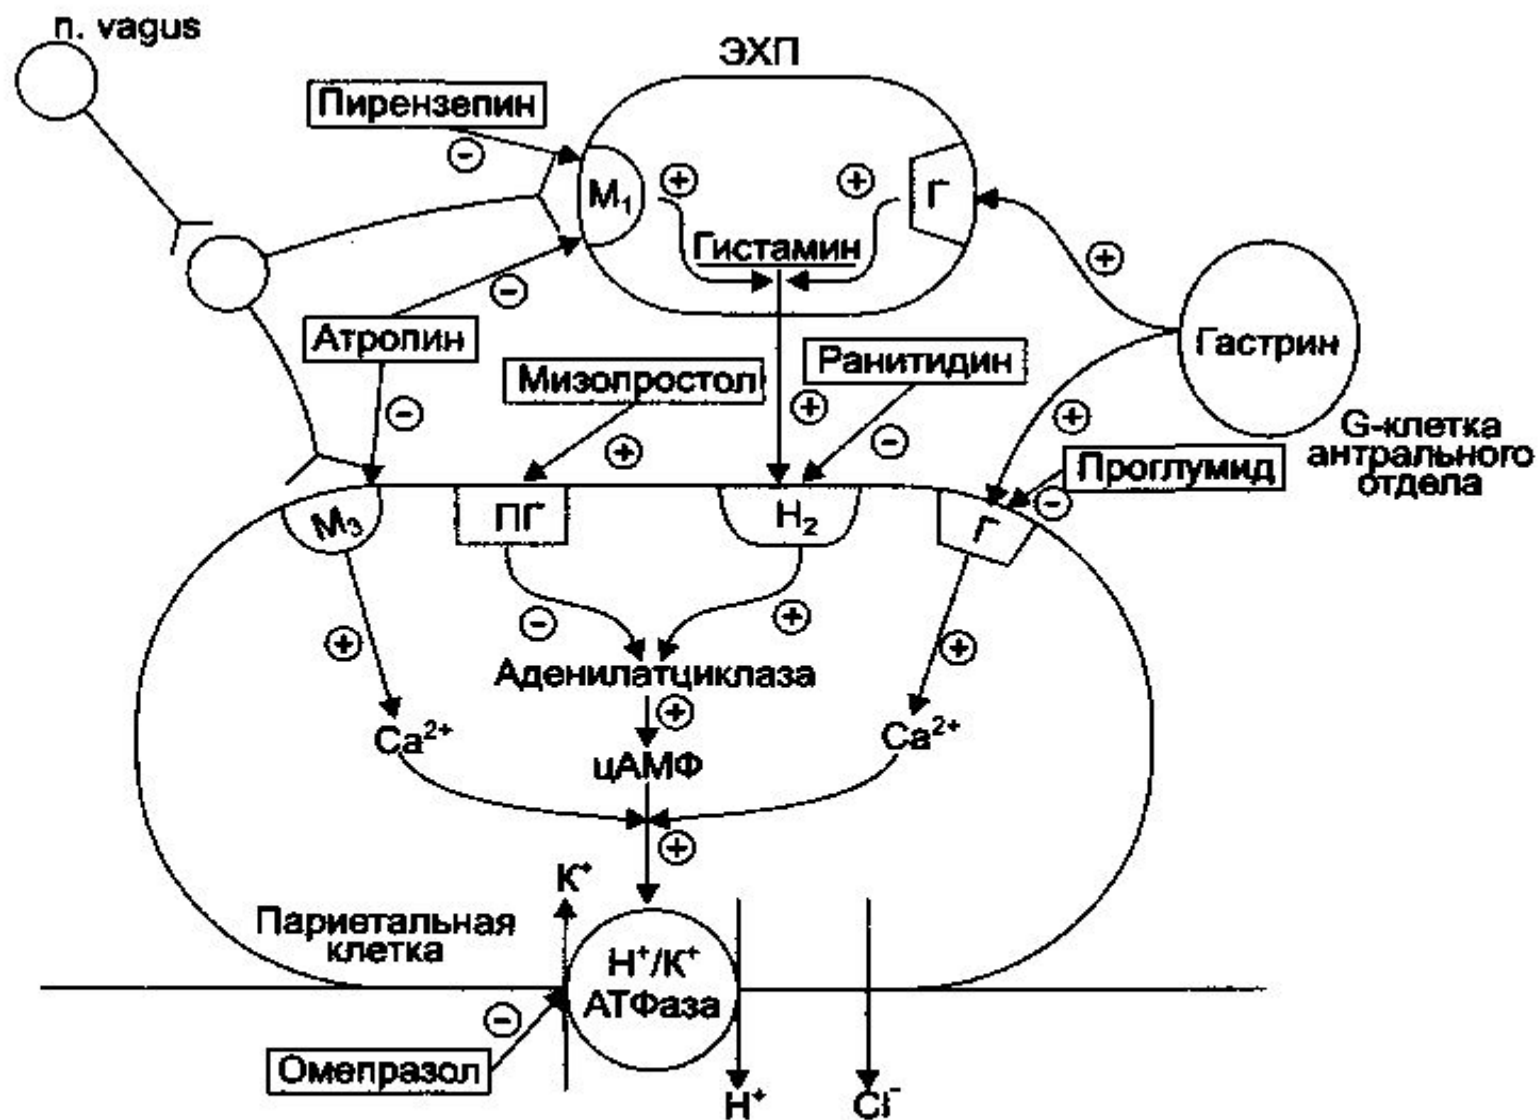 n. vagus
ЭХП
Пирензепин
−
M₁
+
+
Г
Гистамин
−
+
Атропин
Мизопростол
Ранитидин
Гастрин
−
+
+
−
+
G-клетка
антрального
отдела
Проглумид
−
M₃
ПГ
H₂
Г
+
−
+
+
Аденилатциклаза
+
Ca²⁺
цАМФ
Ca²⁺
+
K⁺
Париетальная
клетка
H⁺/K⁺
АТФаза
−
Омепразол
H⁺
Cl⁻